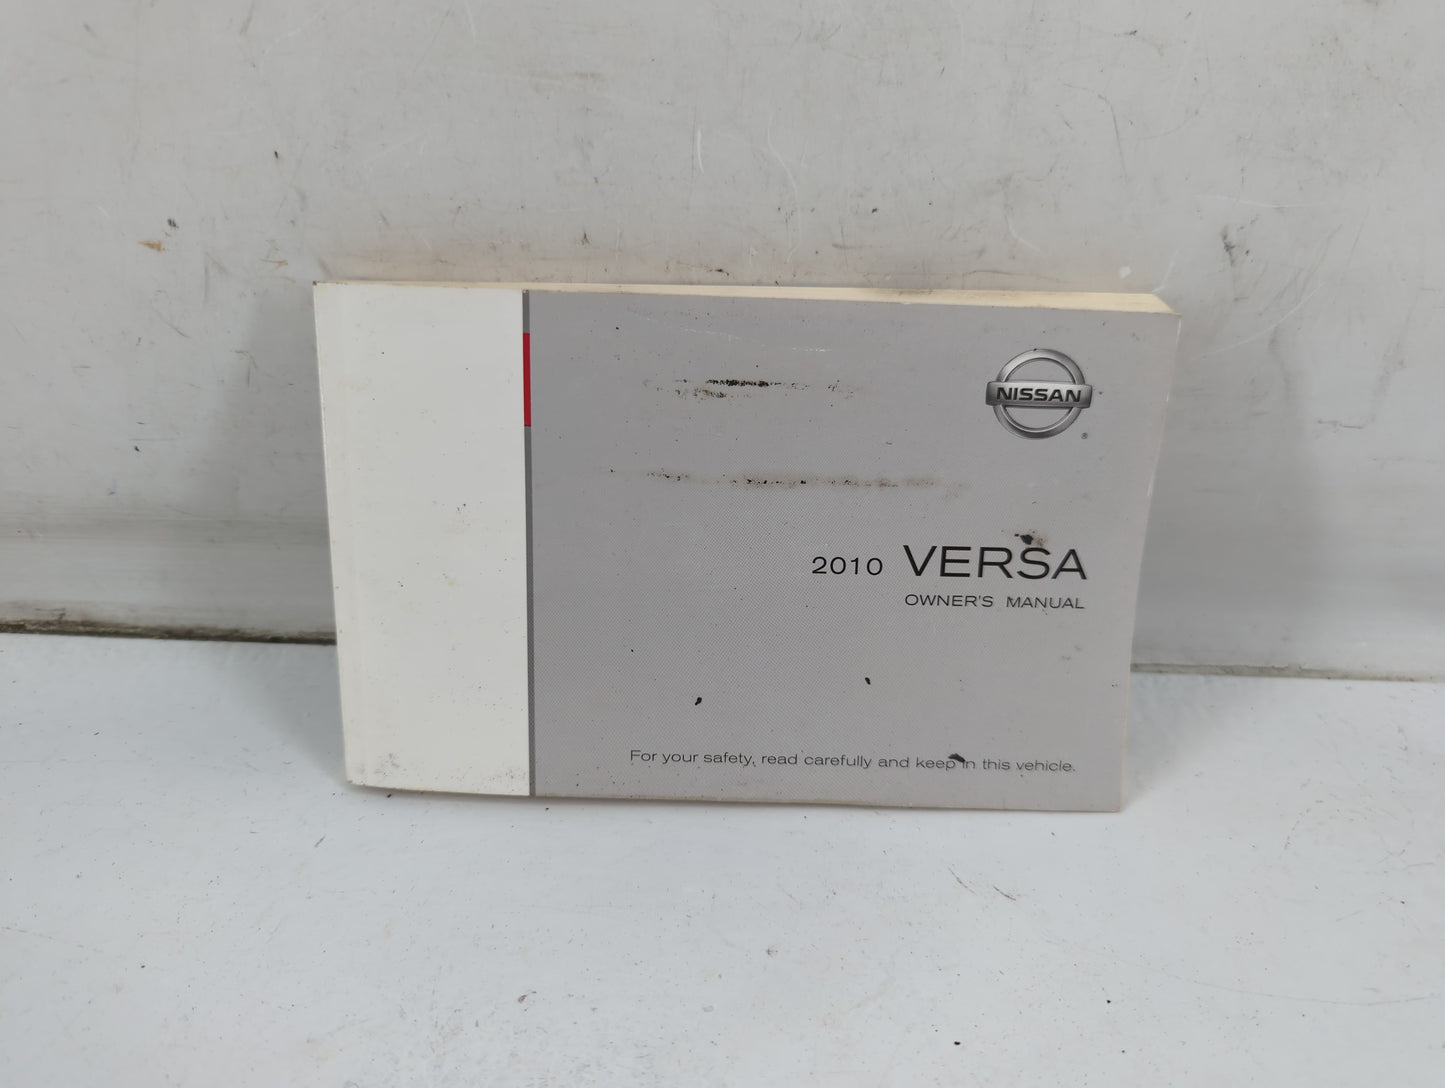 NISSAN
®
2010 VERSA
OWNER'S MANUAL
For your safety, read carefully and keep in this vehicle.